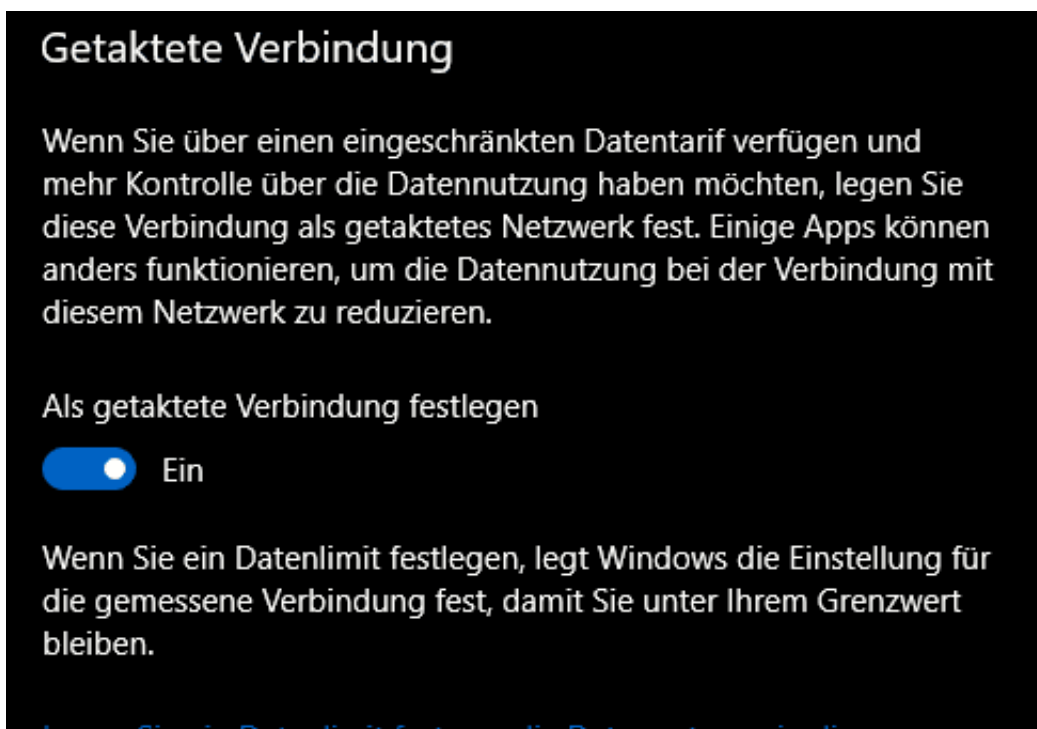 Getaktete Verbindung
Wenn Sie über einen eingeschränkten Datentarif verfügen und
mehr Kontrolle über die Datennutzung haben möchten, legen Sie
diese Verbindung als getaktetes Netzwerk fest. Einige Apps können
anders funktionieren, um die Datennutzung bei der Verbindung mit
diesem Netzwerk zu reduzieren.
Als getaktete Verbindung festlegen
Ein
Wenn Sie ein Datenlimit festlegen, legt Windows die Einstellung für
die gemessene Verbindung fest, damit Sie unter Ihrem Grenzwert
bleiben.